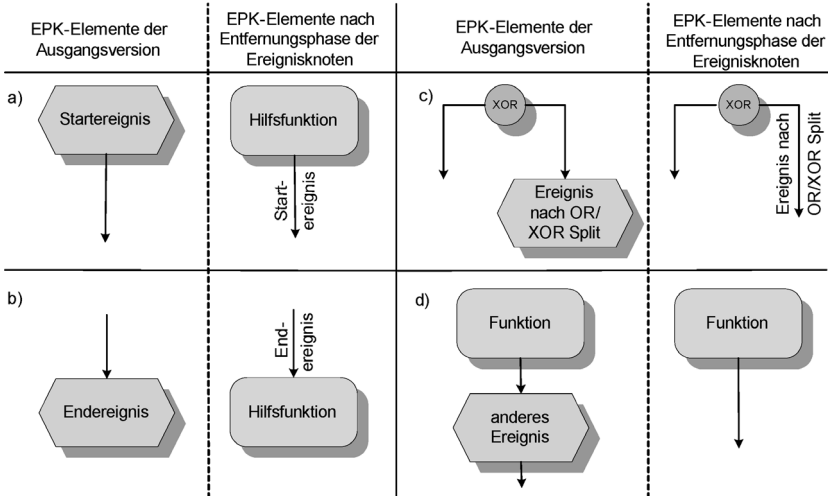 EPK-Elemente der
Ausgangsversion
EPK-Elemente nach
Entfernungsphase der
Ereignisknoten
EPK-Elemente der
Ausgangsversion
EPK-Elemente nach
Entfernungsphase der
Ereignisknoten
a)
Startereignis
Hilfsfunktion
Start-
ereignis
c)
XOR
Ereignis
nach OR/
XOR Split
XOR
Ereignis nach
OR/XOR Split
b)
Endereignis
End-
ereignis
Hilfsfunktion
d)
Funktion
anderes
Ereignis
Funktion